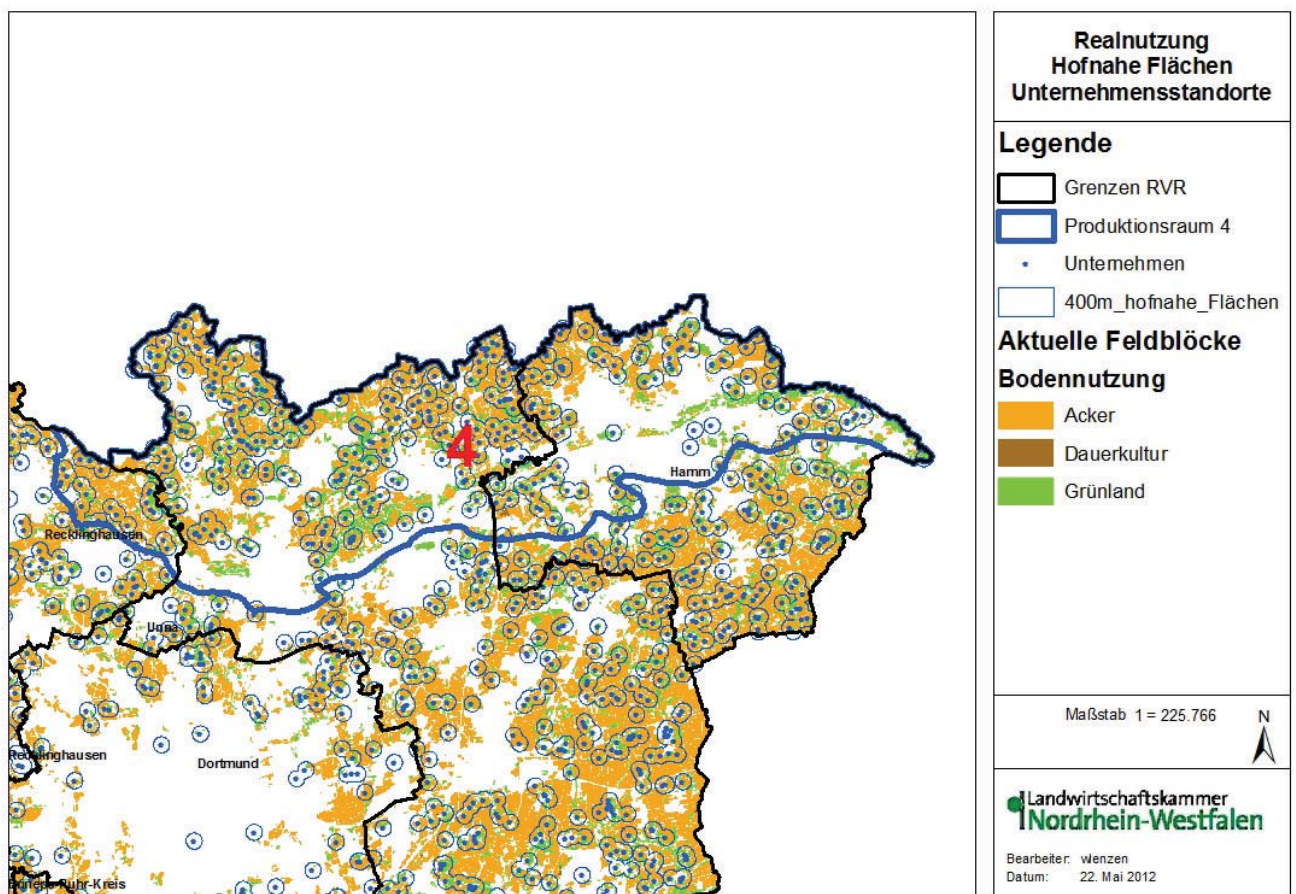 Realnutzung
Hofnahe Flächen
Unternehmensstandorte
Legende
Grenzen RVR
Produktionsraum 4
Unternehmen
400m_hofnahe_Flächen
Aktuelle Feldblöcke
Bodennutzung
Acker
Dauerkultur
Grünland
Maßstab 1 = 225.766
N
Landwirtschaftskammer
Nordrhein-Westfalen
Bearbeiter: wenzen
Datum: 22. Mai 2012
4
Hamm
Recklinghausen
Unna
Recklinghausen
Dortmund
Ennepe-Ruhr-Kreis